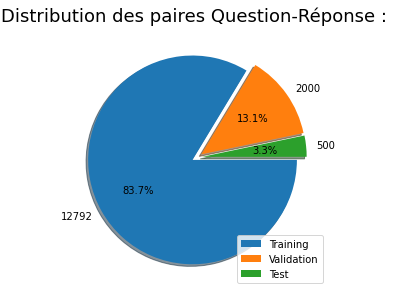 Distribution des paires Question-Réponse :
2000
13.1%
500
3.3%
83.7%
12792
Training
Validation
Test